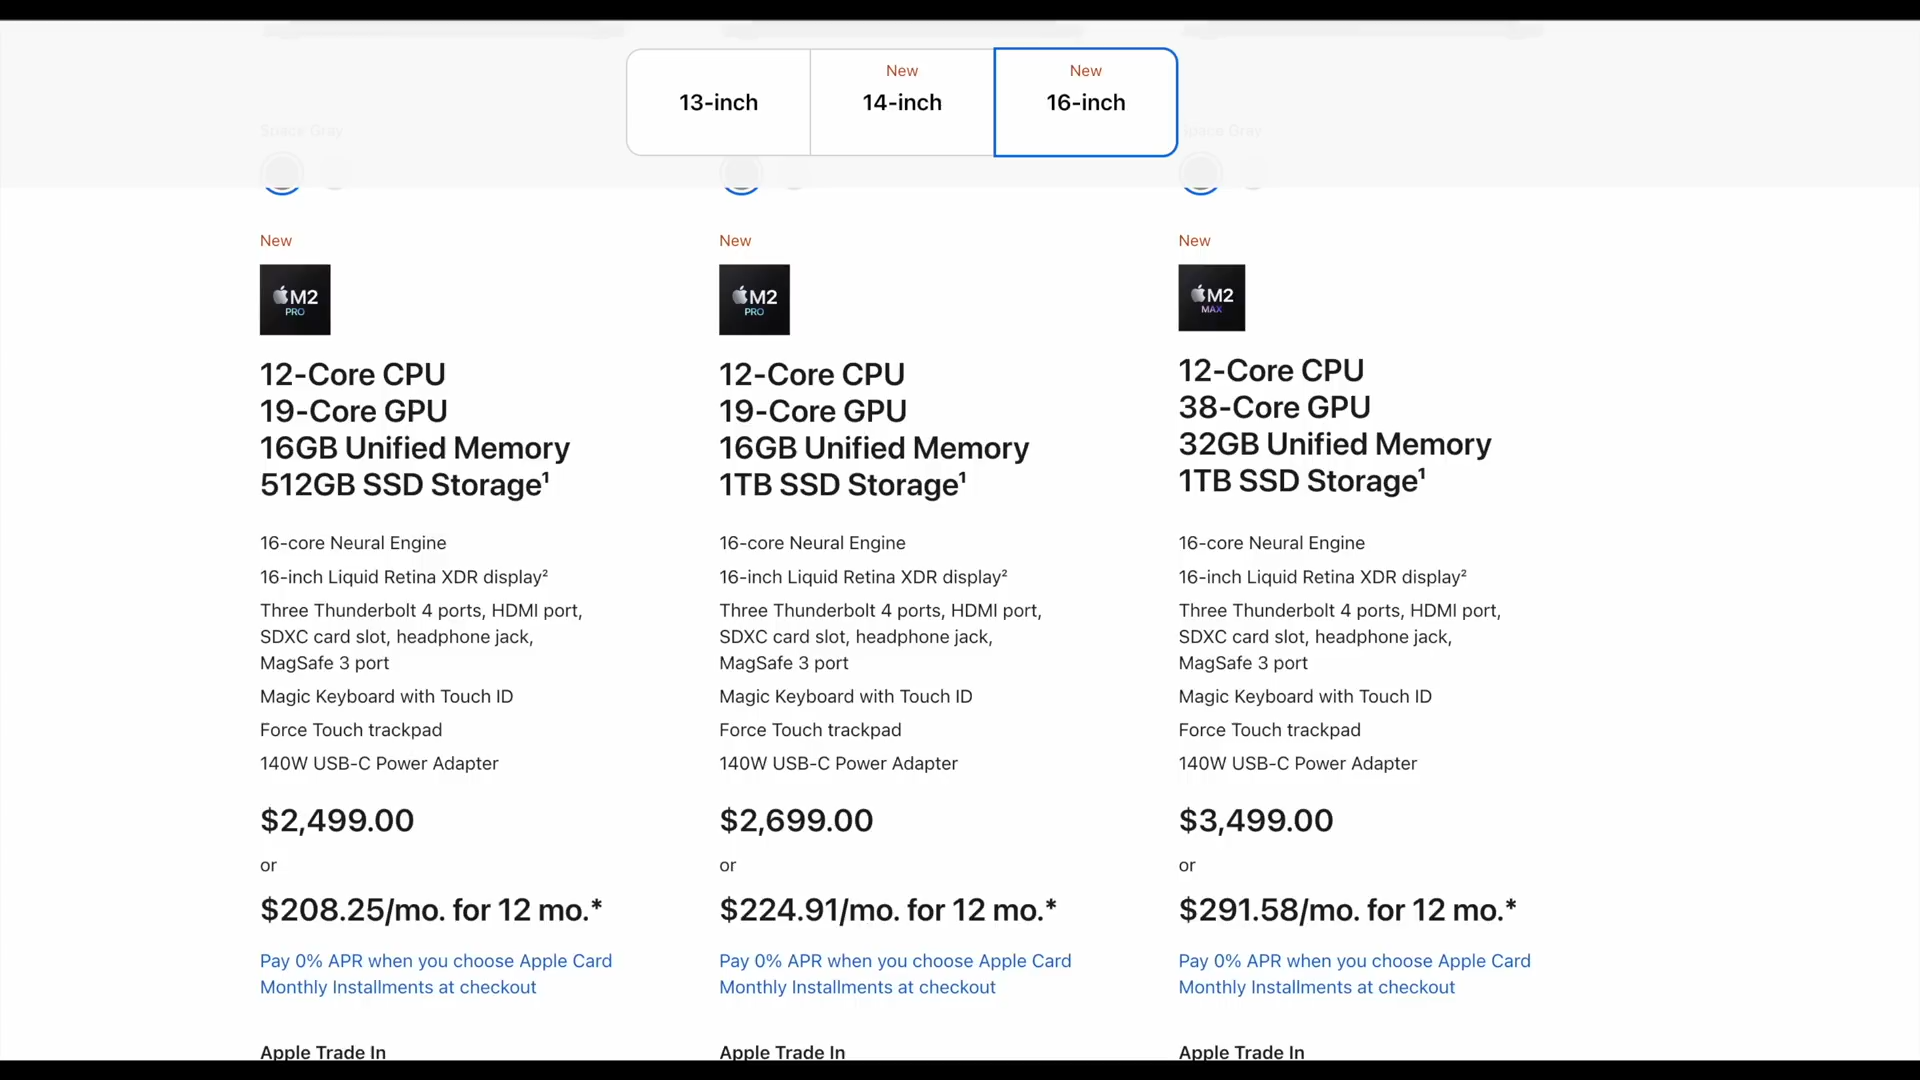 13-inch
New
14-inch
New
16-inch
Space Gray
Space Gray
New
M2
PRO
12-Core CPU
19-Core GPU
16GB Unified Memory
512GB SSD Storage¹
16-core Neural Engine
16-inch Liquid Retina XDR display²
Three Thunderbolt 4 ports, HDMI port,
SDXC card slot, headphone jack,
MagSafe 3 port
Magic Keyboard with Touch ID
Force Touch trackpad
140W USB-C Power Adapter
$2,499.00
or
$208.25/mo. for 12 mo.*
Pay 0% APR when you choose Apple Card
Monthly Installments at checkout
Apple Trade In
New
M2
PRO
12-Core CPU
19-Core GPU
16GB Unified Memory
1TB SSD Storage¹
16-core Neural Engine
16-inch Liquid Retina XDR display²
Three Thunderbolt 4 ports, HDMI port,
SDXC card slot, headphone jack,
MagSafe 3 port
Magic Keyboard with Touch ID
Force Touch trackpad
140W USB-C Power Adapter
$2,699.00
or
$224.91/mo. for 12 mo.*
Pay 0% APR when you choose Apple Card
Monthly Installments at checkout
Apple Trade In
New
M2
MAX
12-Core CPU
38-Core GPU
32GB Unified Memory
1TB SSD Storage¹
16-core Neural Engine
16-inch Liquid Retina XDR display²
Three Thunderbolt 4 ports, HDMI port,
SDXC card slot, headphone jack,
MagSafe 3 port
Magic Keyboard with Touch ID
Force Touch trackpad
140W USB-C Power Adapter
$3,499.00
or
$291.58/mo. for 12 mo.*
Pay 0% APR when you choose Apple Card
Monthly Installments at checkout
Apple Trade In